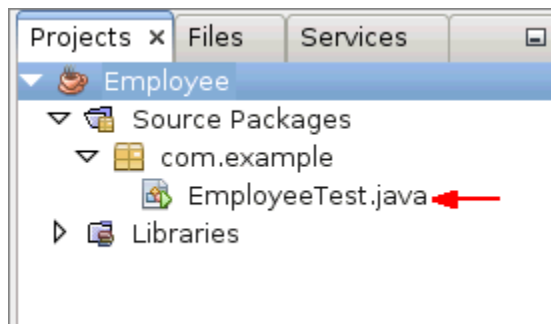 Projects Files Services
Employee
Source Packages
com.example
EmployeeTest.java
Libraries